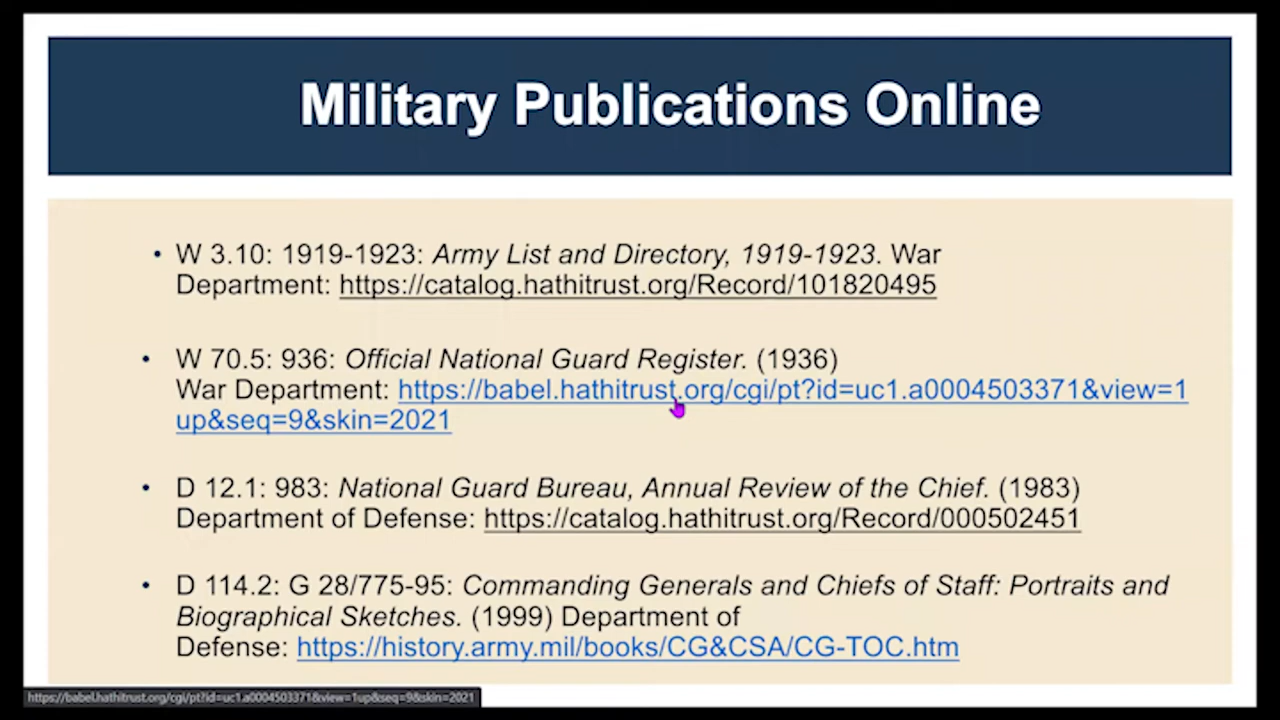 Military Publications Online
• W 3.10: 1919-1923: Army List and Directory, 1919-1923. War
Department: https://catalog.hathitrust.org/Record/101820495
• W 70.5: 936: Official National Guard Register. (1936)
War Department: https://babel.hathitrust.org/cgi/pt?id=uc1.a0004503371&view=1
up&seq=9&skin=2021
• D 12.1: 983: National Guard Bureau, Annual Review of the Chief. (1983)
Department of Defense: https://catalog.hathitrust.org/Record/000502451
• D 114.2: G 28/775-95: Commanding Generals and Chiefs of Staff: Portraits and
Biographical Sketches. (1999) Department of
Defense: https://history.army.mil/books/CG&CSA/CG-TOC.htm
https://babel.hathitrust.org/cgi/pt?id=uc1.a0004503371&view=1up&seq=9&skin=2021